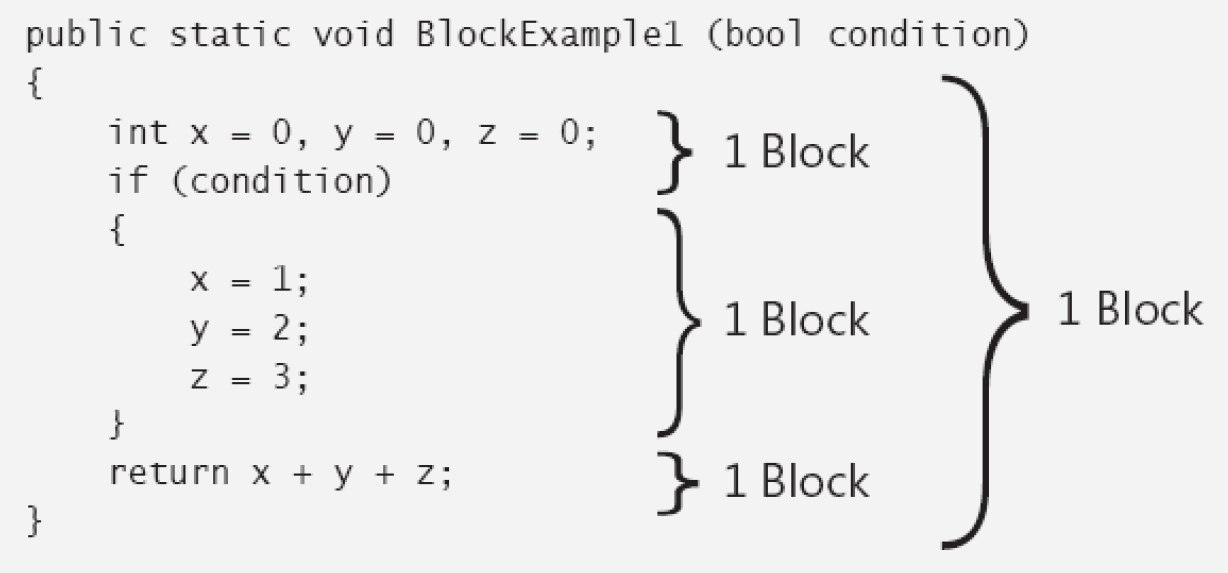 public static void BlockExample1 (bool condition)
{
    int x = 0, y = 0, z = 0;
    if (condition)
    {
        x = 1;
        y = 2;
        z = 3;
    }
    return x + y + z;
}
1 Block
1 Block
1 Block
1 Block